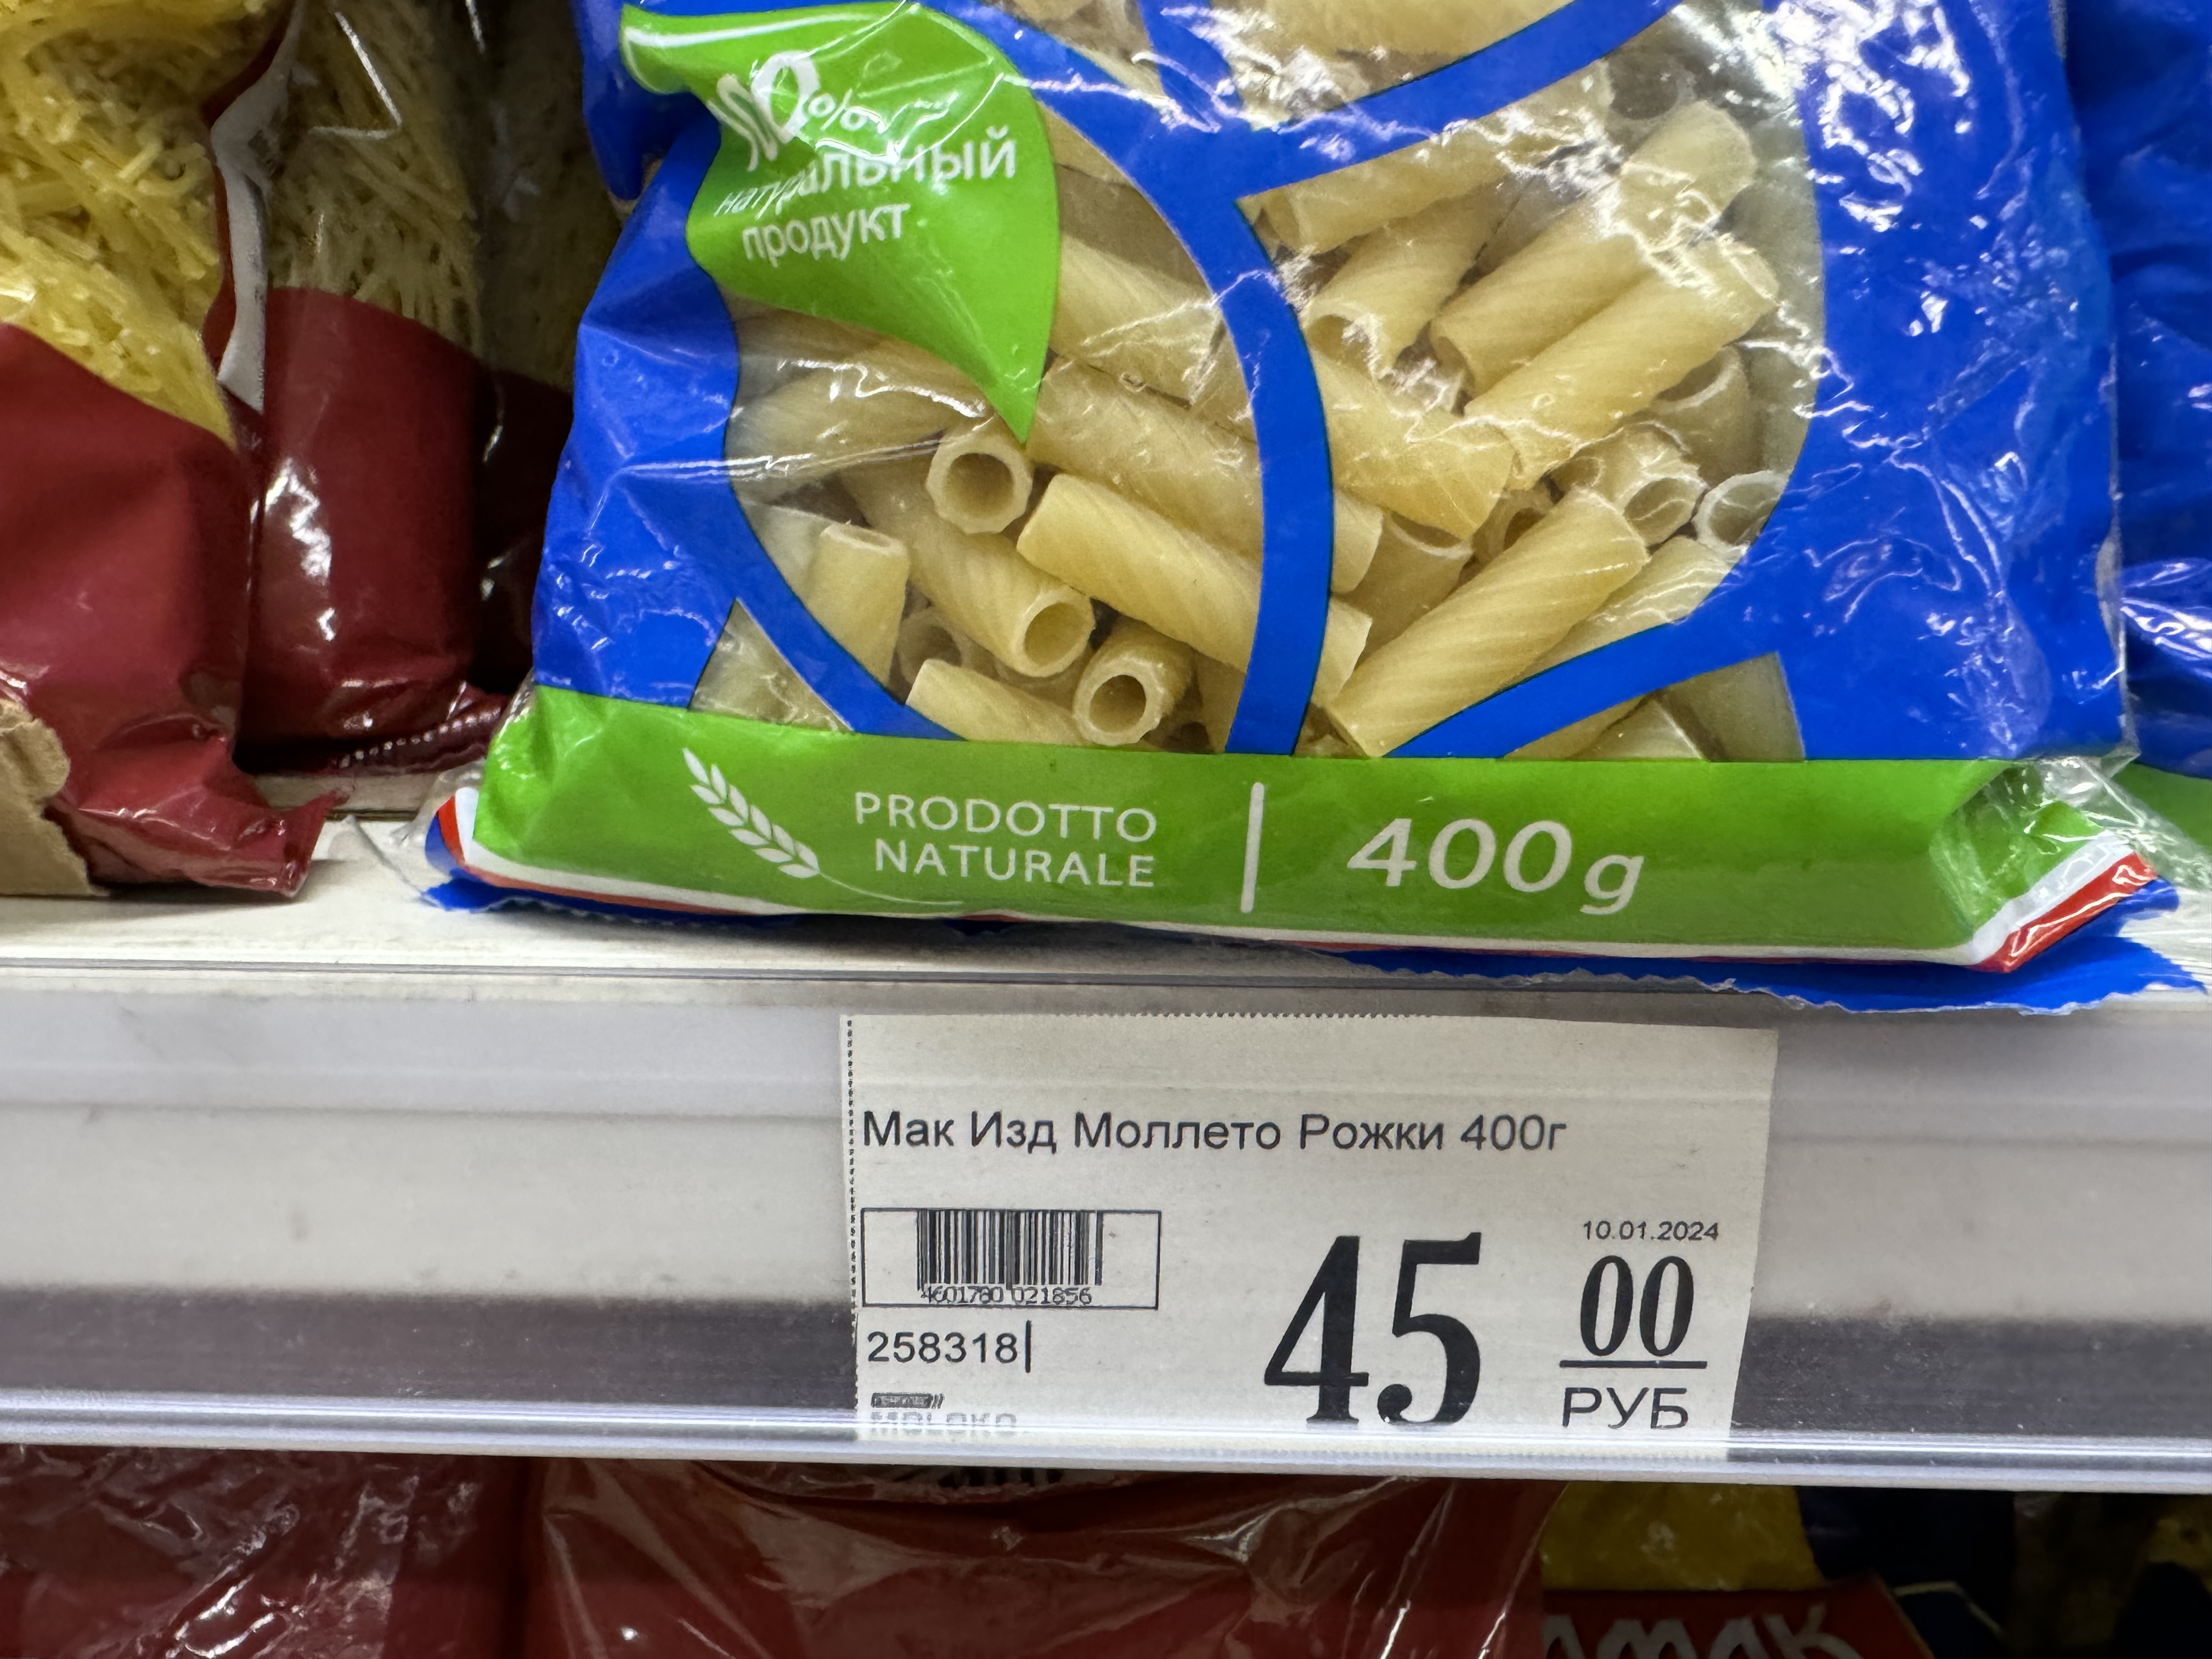 100%
натуральный
продукт
PRODOTTO
NATURALE
400g
Мак Изд Моллето Рожки 400г
10.01.2024
45
00
РУБ
4601780 021856
258318